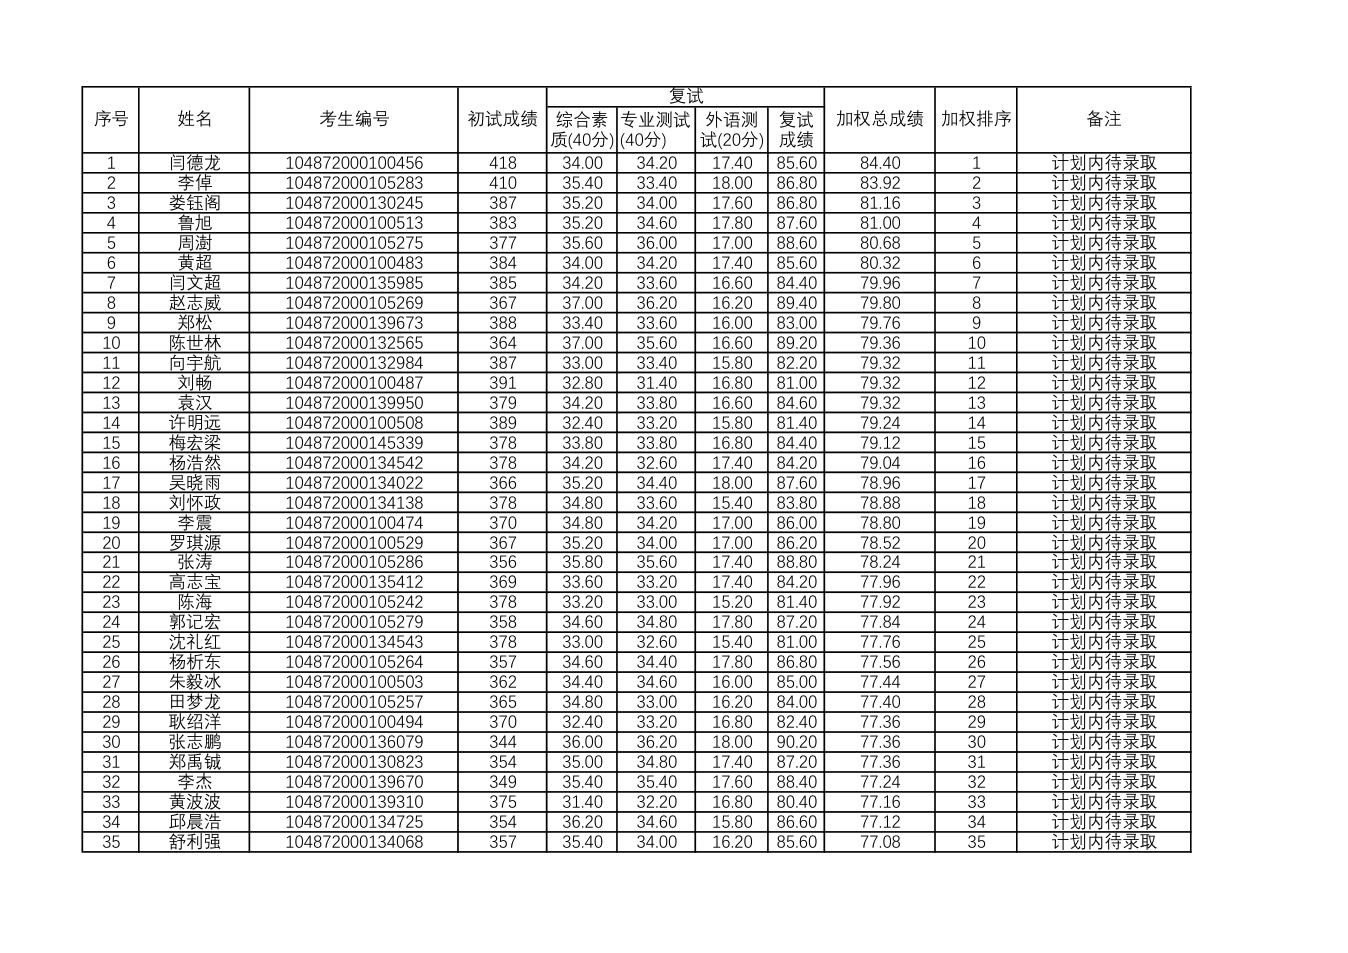 序号 姓名 考生编号 初试成绩 复试 加权总成绩 加权排序 备注
综合素质(40分) 专业测试(40分) 外语测试(20分) 复试成绩
1 闫德龙 104872000100456 418 34.00 34.20 17.40 85.60 84.40 1 计划内待录取
2 李倬 104872000105283 410 35.40 33.40 18.00 86.80 83.92 2 计划内待录取
3 娄钰阁 104872000130245 387 35.20 34.00 17.60 86.80 81.16 3 计划内待录取
4 鲁旭 104872000100513 383 35.20 34.60 17.80 87.60 81.00 4 计划内待录取
5 周澍 104872000105275 377 35.60 36.00 17.00 88.60 80.68 5 计划内待录取
6 黄超 104872000100483 384 34.00 34.20 17.40 85.60 80.32 6 计划内待录取
7 闫文超 104872000135985 385 34.20 33.60 16.60 84.40 79.96 7 计划内待录取
8 赵志威 104872000105269 367 37.00 36.20 16.20 89.40 79.80 8 计划内待录取
9 郑松 104872000139673 388 33.40 33.60 16.00 83.00 79.76 9 计划内待录取
10 陈世林 104872000132565 364 37.00 35.60 16.60 89.20 79.36 10 计划内待录取
11 向宇航 104872000132984 387 33.00 33.40 15.80 82.20 79.32 11 计划内待录取
12 刘畅 104872000100487 391 32.80 31.40 16.80 81.00 79.32 12 计划内待录取
13 袁汉 104872000139950 379 34.20 33.80 16.60 84.60 79.32 13 计划内待录取
14 许明远 104872000100508 389 32.40 33.20 15.80 81.40 79.24 14 计划内待录取
15 梅宏梁 104872000145339 378 33.80 33.80 16.80 84.40 79.12 15 计划内待录取
16 杨浩然 104872000134542 378 34.20 32.60 17.40 84.20 79.04 16 计划内待录取
17 吴晓雨 104872000134022 366 35.20 34.40 18.00 87.60 78.96 17 计划内待录取
18 刘怀政 104872000134138 378 34.80 33.60 15.40 83.80 78.88 18 计划内待录取
19 李震 104872000100474 370 34.80 34.20 17.00 86.00 78.80 19 计划内待录取
20 罗琪源 104872000100529 367 35.20 34.00 17.00 86.20 78.52 20 计划内待录取
21 张涛 104872000105286 356 35.80 35.60 17.40 88.80 78.24 21 计划内待录取
22 高志宝 104872000135412 369 33.60 33.20 17.40 84.20 77.96 22 计划内待录取
23 陈海 104872000105242 378 33.20 33.00 15.20 81.40 77.92 23 计划内待录取
24 郭记宏 104872000105279 358 34.60 34.80 17.80 87.20 77.84 24 计划内待录取
25 沈礼红 104872000134543 378 33.00 32.60 15.40 81.00 77.76 25 计划内待录取
26 杨析东 104872000105264 357 34.60 34.40 17.80 86.80 77.56 26 计划内待录取
27 朱毅冰 104872000100503 362 34.40 34.60 16.00 85.00 77.44 27 计划内待录取
28 田梦龙 104872000105257 365 34.80 33.00 16.20 84.00 77.40 28 计划内待录取
29 耿绍洋 104872000100494 370 32.40 33.20 16.80 82.40 77.36 29 计划内待录取
30 张志鹏 104872000136079 344 36.00 36.20 18.00 90.20 77.36 30 计划内待录取
31 郑禹铖 104872000130823 354 35.00 34.80 17.40 87.20 77.36 31 计划内待录取
32 李杰 104872000139670 349 35.40 35.40 17.60 88.40 77.24 32 计划内待录取
33 黄波波 104872000139310 375 31.40 32.20 16.80 80.40 77.16 33 计划内待录取
34 邱晨浩 104872000134725 354 36.20 34.60 15.80 86.60 77.12 34 计划内待录取
35 舒利强 104872000134068 357 35.40 34.00 16.20 85.60 77.08 35 计划内待录取